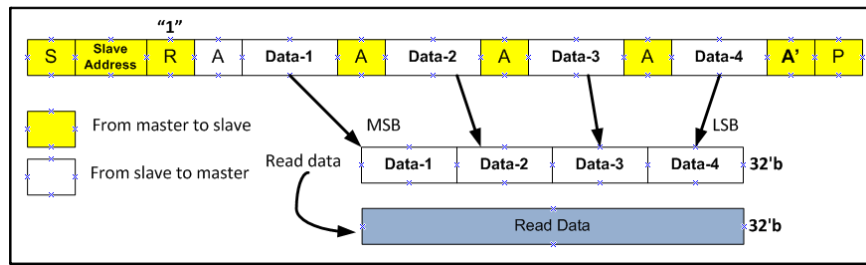 “1”
S Slave Address R A Data-1 A Data-2 A Data-3 A Data-4 A’ P
From master to slave
MSB
LSB
From slave to master
Read data
Data-1 Data-2 Data-3 Data-4 32'b
Read Data 32'b